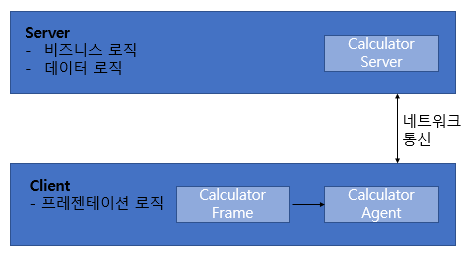 Server
- 비즈니스 로직
- 데이터 로직
Calculator
Server
네트워크
통신
Client
- 프레젠테이션 로직
Calculator
Frame
Calculator
Agent